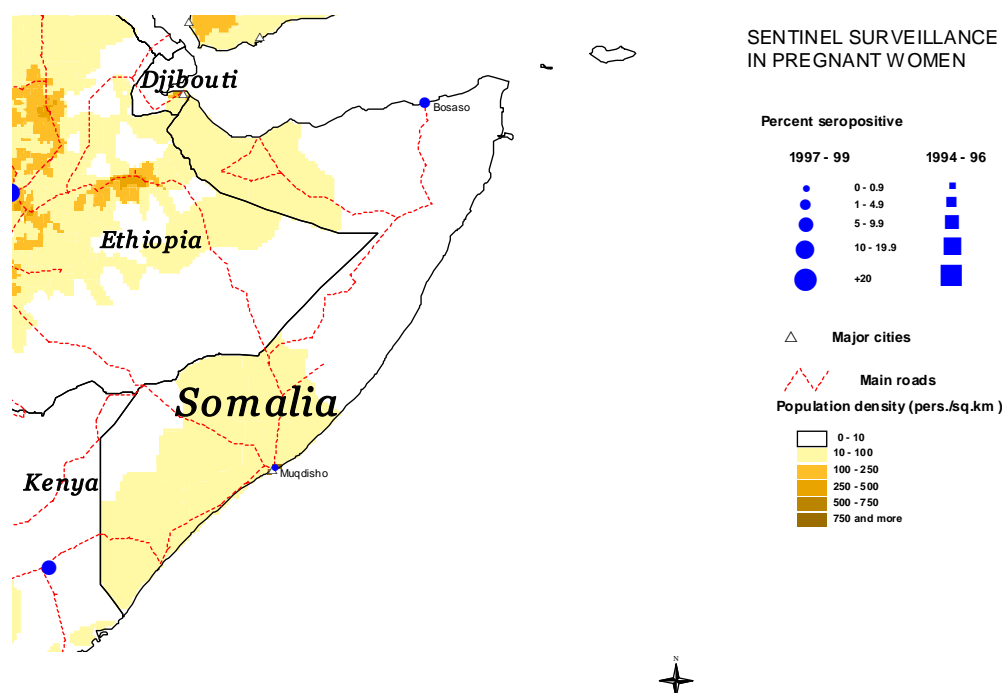 SENTINEL SURVEILLANCE
IN PREGNANT WOMEN
Djibouti
Bosaso
Percent seropositive
1997 - 99
1994 - 96
0 - 0.9
1 - 4.9
5 - 9.9
10 - 19.9
+20
Ethiopia
Major cities
Main roads
Somalia
Population density (pers./sq.km )
0 - 10
10 - 100
100 - 250
250 - 500
500 - 750
750 and more
Muqdisho
Kenya
N